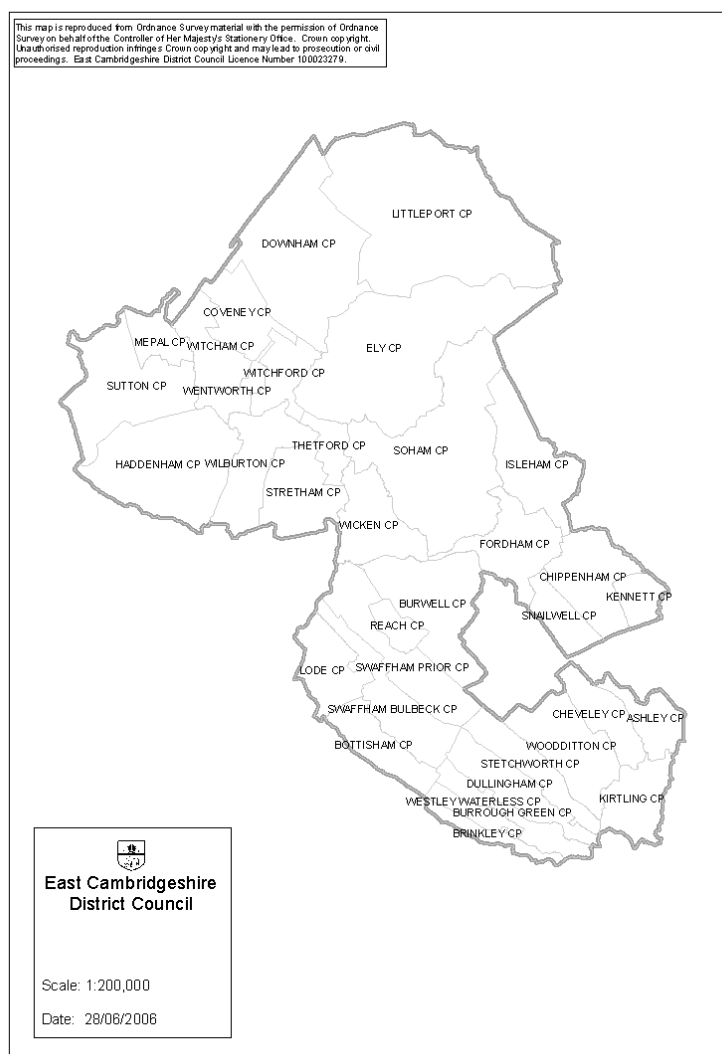 This map is reproduced from Ordnance Survey material with the permission of Ordnance
Survey on behalf of the Controller of Her Majesty's Stationery Office. Crown copyright.
Unauthorised reproduction infringes Crown copyright and may lead to prosecution or civil
proceedings. East Cambridgeshire District Council Licence Number 100023279.
LITTLEPORT CP
DOWNHAM CP
COVENEY CP
MEPAL CP
WITCHAM CP
ELY CP
WITCHFORD CP
SUTTON CP
WENTWORTH CP
THETFORD CP
SOHAM CP
HADDENHAM CP
WILBURTON CP
ISLEHAM CP
STRETHAM CP
WICKEN CP
FORDHAM CP
CHIPPENHAM CP
KENNETT CP
BURWELL CP
SNAILWELL CP
REACH CP
LODE CP
SWAFFHAM PRIOR CP
SWAFFHAM BULBECK CP
CHEVELEY CP
ASHLEY CP
BOTTISHAM CP
WOODDITTON CP
STETCHWORTH CP
DULLINGHAM CP
WESTLEY WATERLESS CP
KIRTLING CP
BURROUGH GREEN CP
BRINKLEY CP
East Cambridgeshire
District Council
Scale: 1:200,000
Date: 28/06/2006